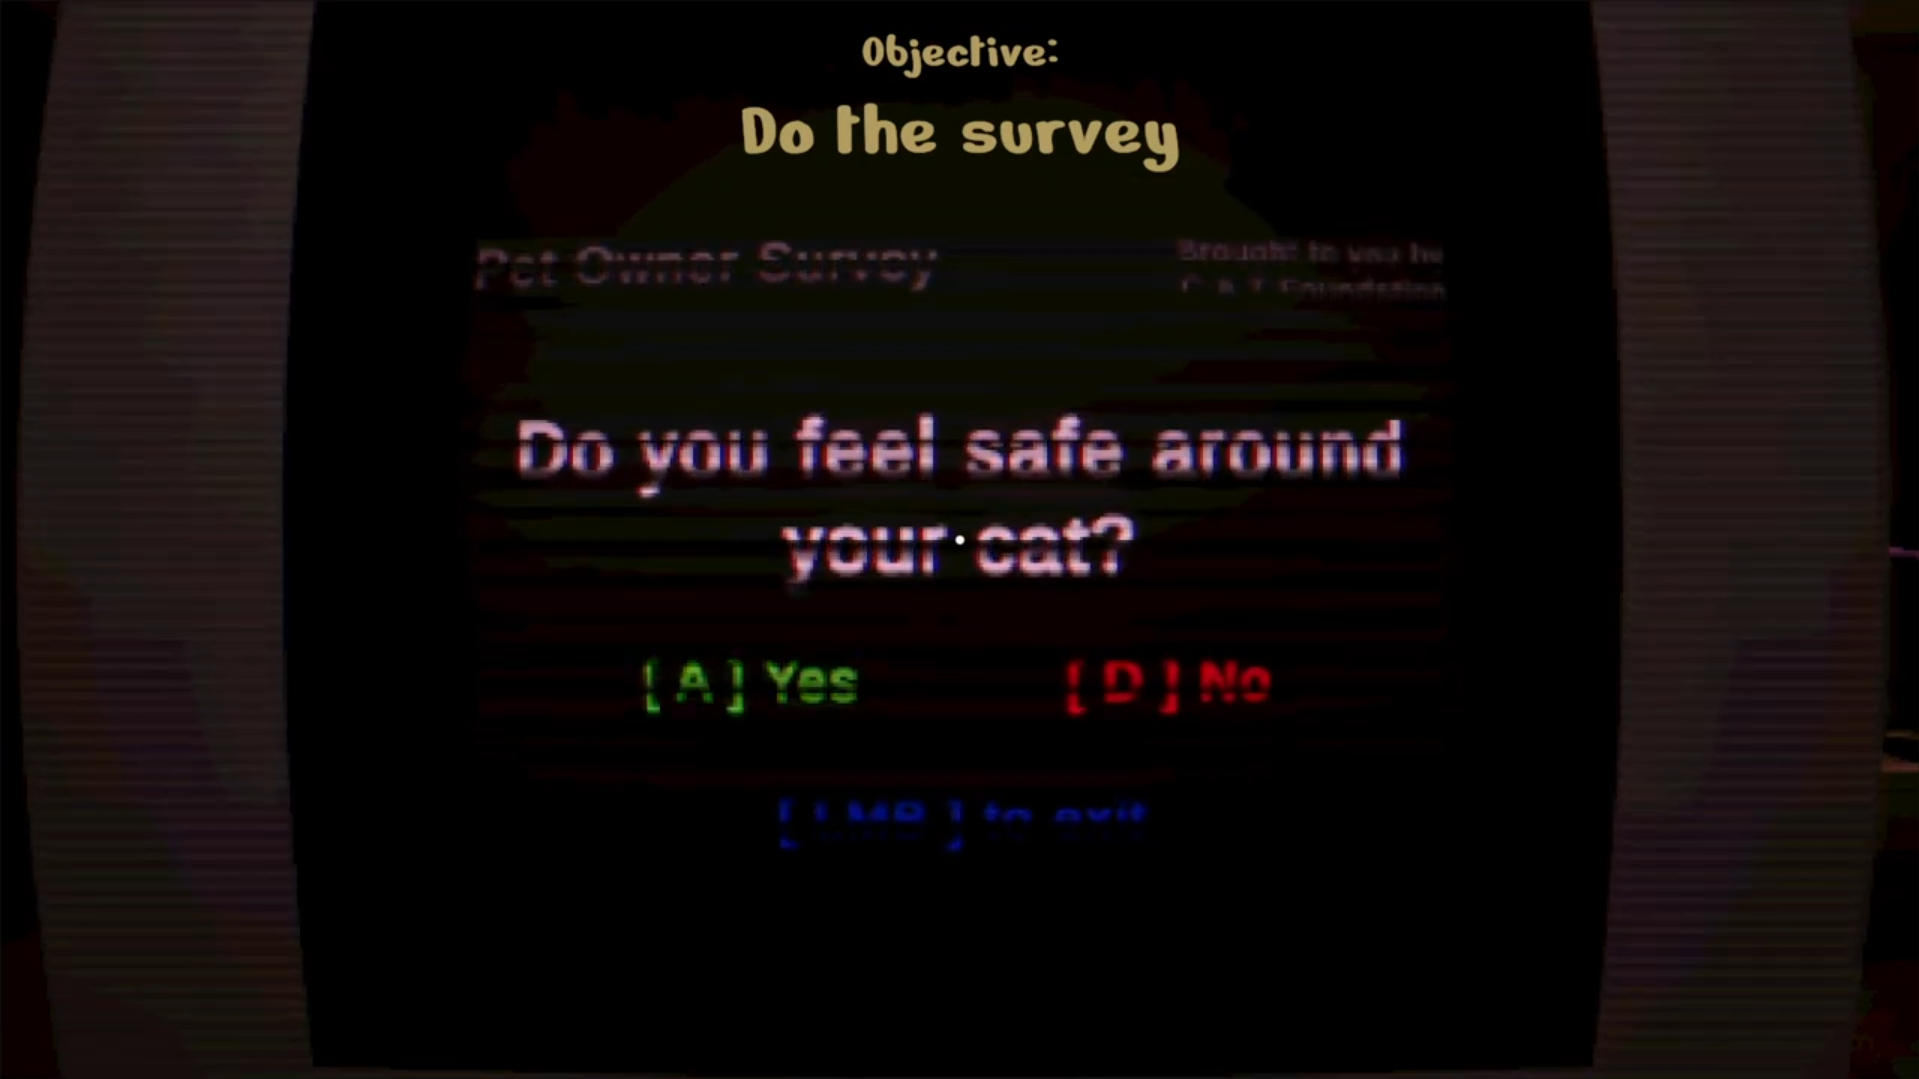 Objective:
Do the survey
Pet Owner Survey
Brought to you by
C & T Foundation
Do you feel safe around
your cat?
[ A ] Yes
[ D ] No
[ LMB ] to exit